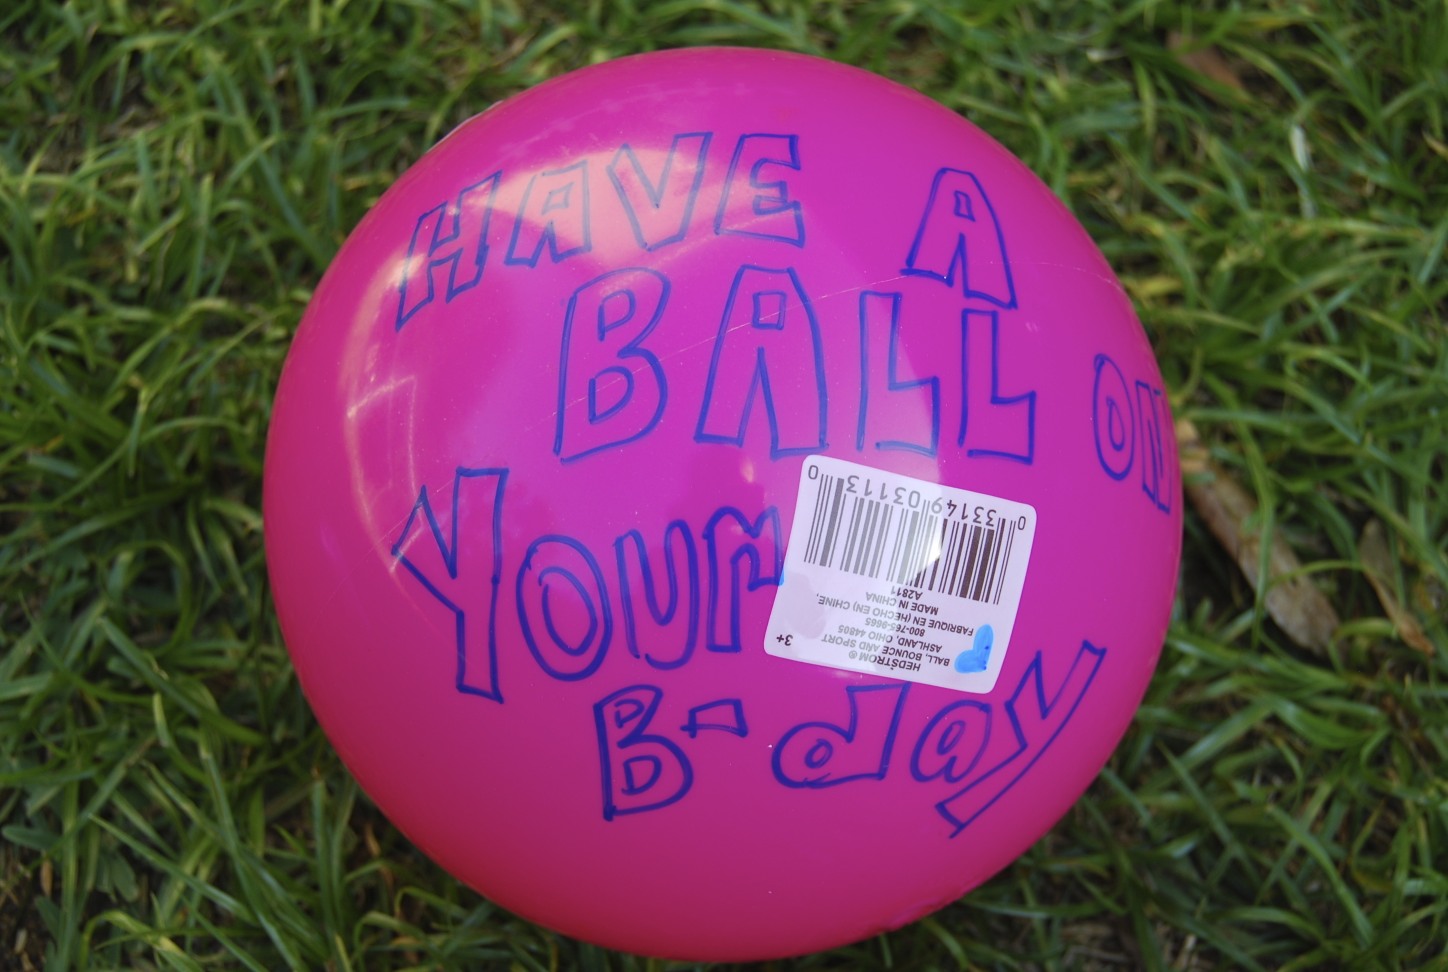 HAVE A
BALL ON
Your
B-day
0 33149 03113 0
HEDSTROM®
BALL, BOUNCE AND SPORT
ASHLAND, OHIO 44805
800-765-9665
FABRIQUE EN (HECHO EN) CHINE,
MADE IN CHINA
A2811
3+